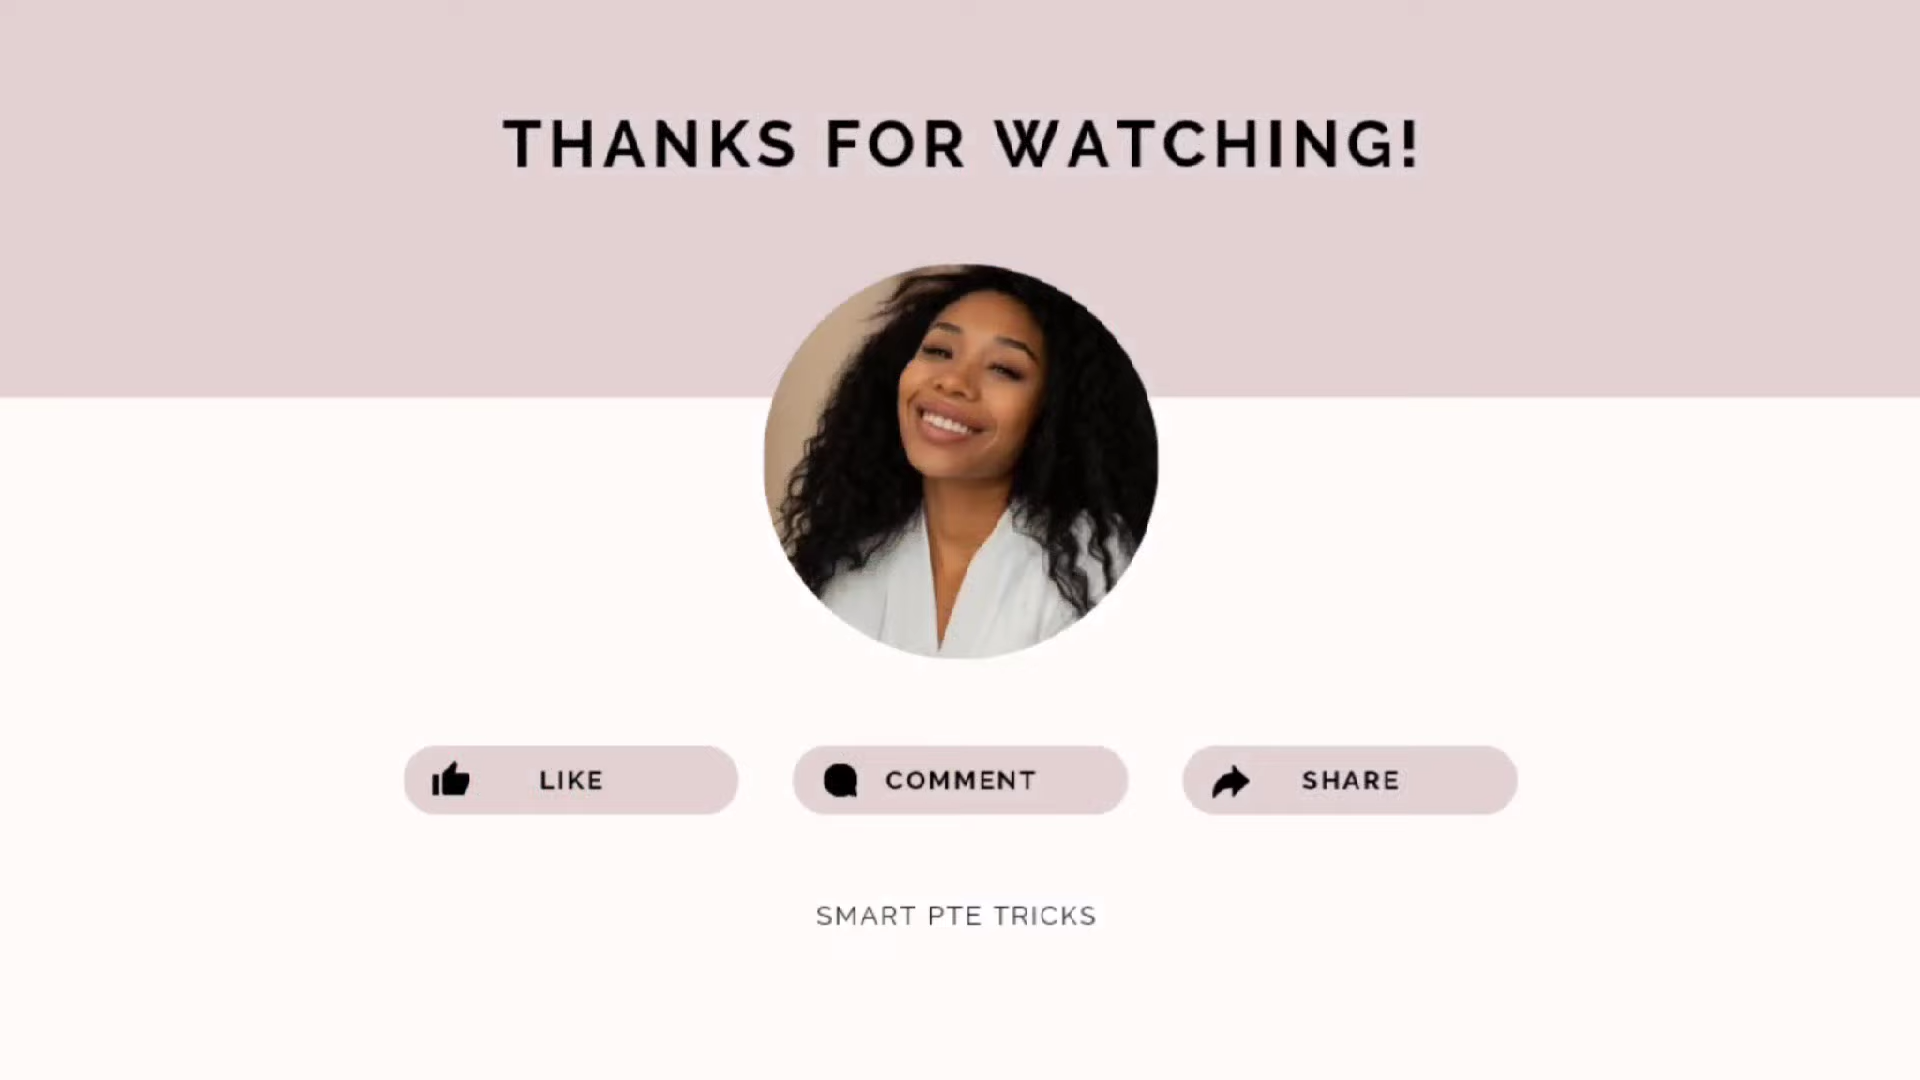 THANKS FOR WATCHING!
LIKE
COMMENT
SHARE
SMART PTE TRICKS